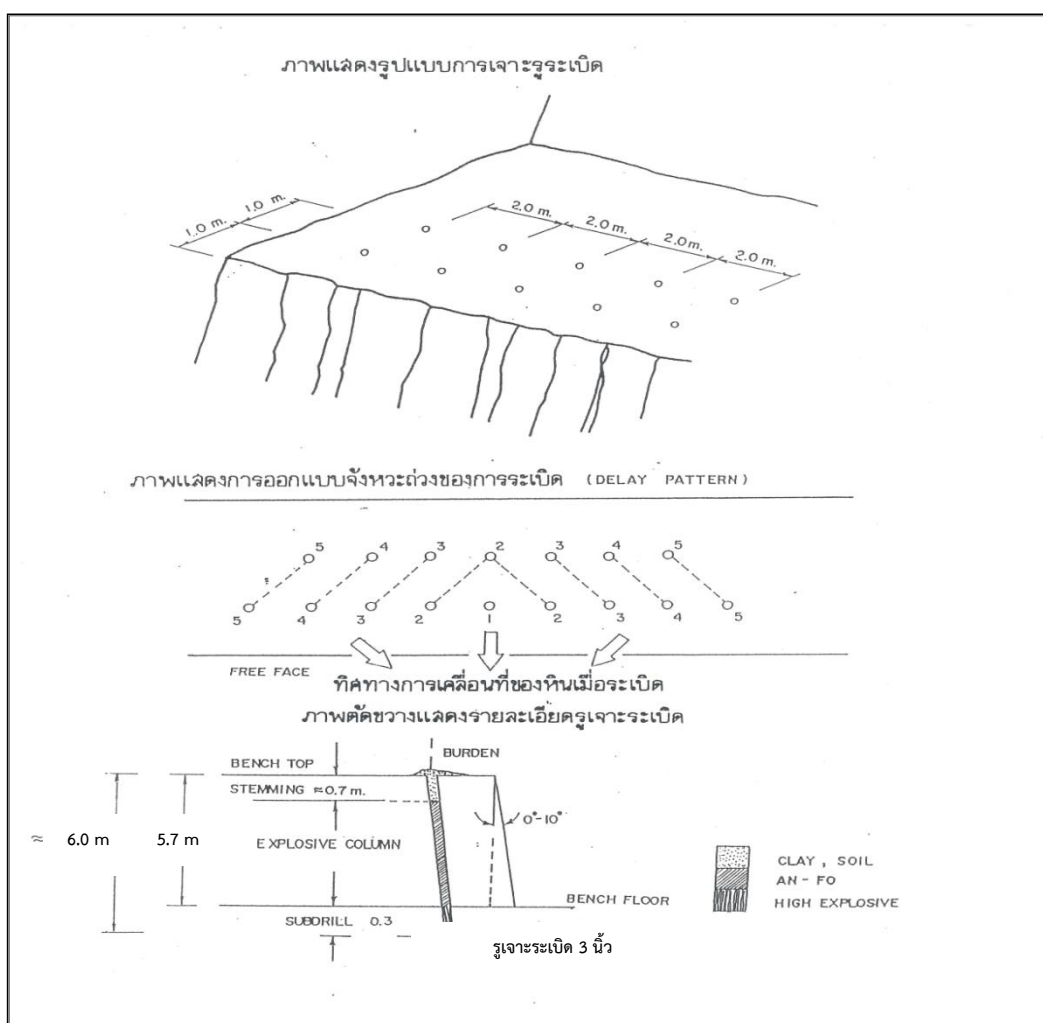 ภาพแสดงรูปแบบการเจาะรูระเบิด
1.0 m. 1.0 m. 2.0 m. 2.0 m. 2.0 m. 2.0 m.
ภาพแสดงการออกแบบจังหวะถ่วงของการระเบิด (DELAY PATTERN)
5 4 3 2 3 4 5
5 4 3 2 1 2 3 4 5
FREE FACE
ทิศทางการเคลื่อนที่ของหินเมื่อระเบิด
ภาพตัดขวางแสดงรายละเอียดรูเจาะระเบิด
BURDEN
BENCH TOP
STEMMING ≈0.7 m.
0°-10°
≈ 6.0 m 5.7 m EXPLOSIVE COLUMN
CLAY, SOIL
AN-FO
BENCH FLOOR HIGH EXPLOSIVE
SUBDRILL 0.3
รูเจาะระเบิด 3 นิ้ว